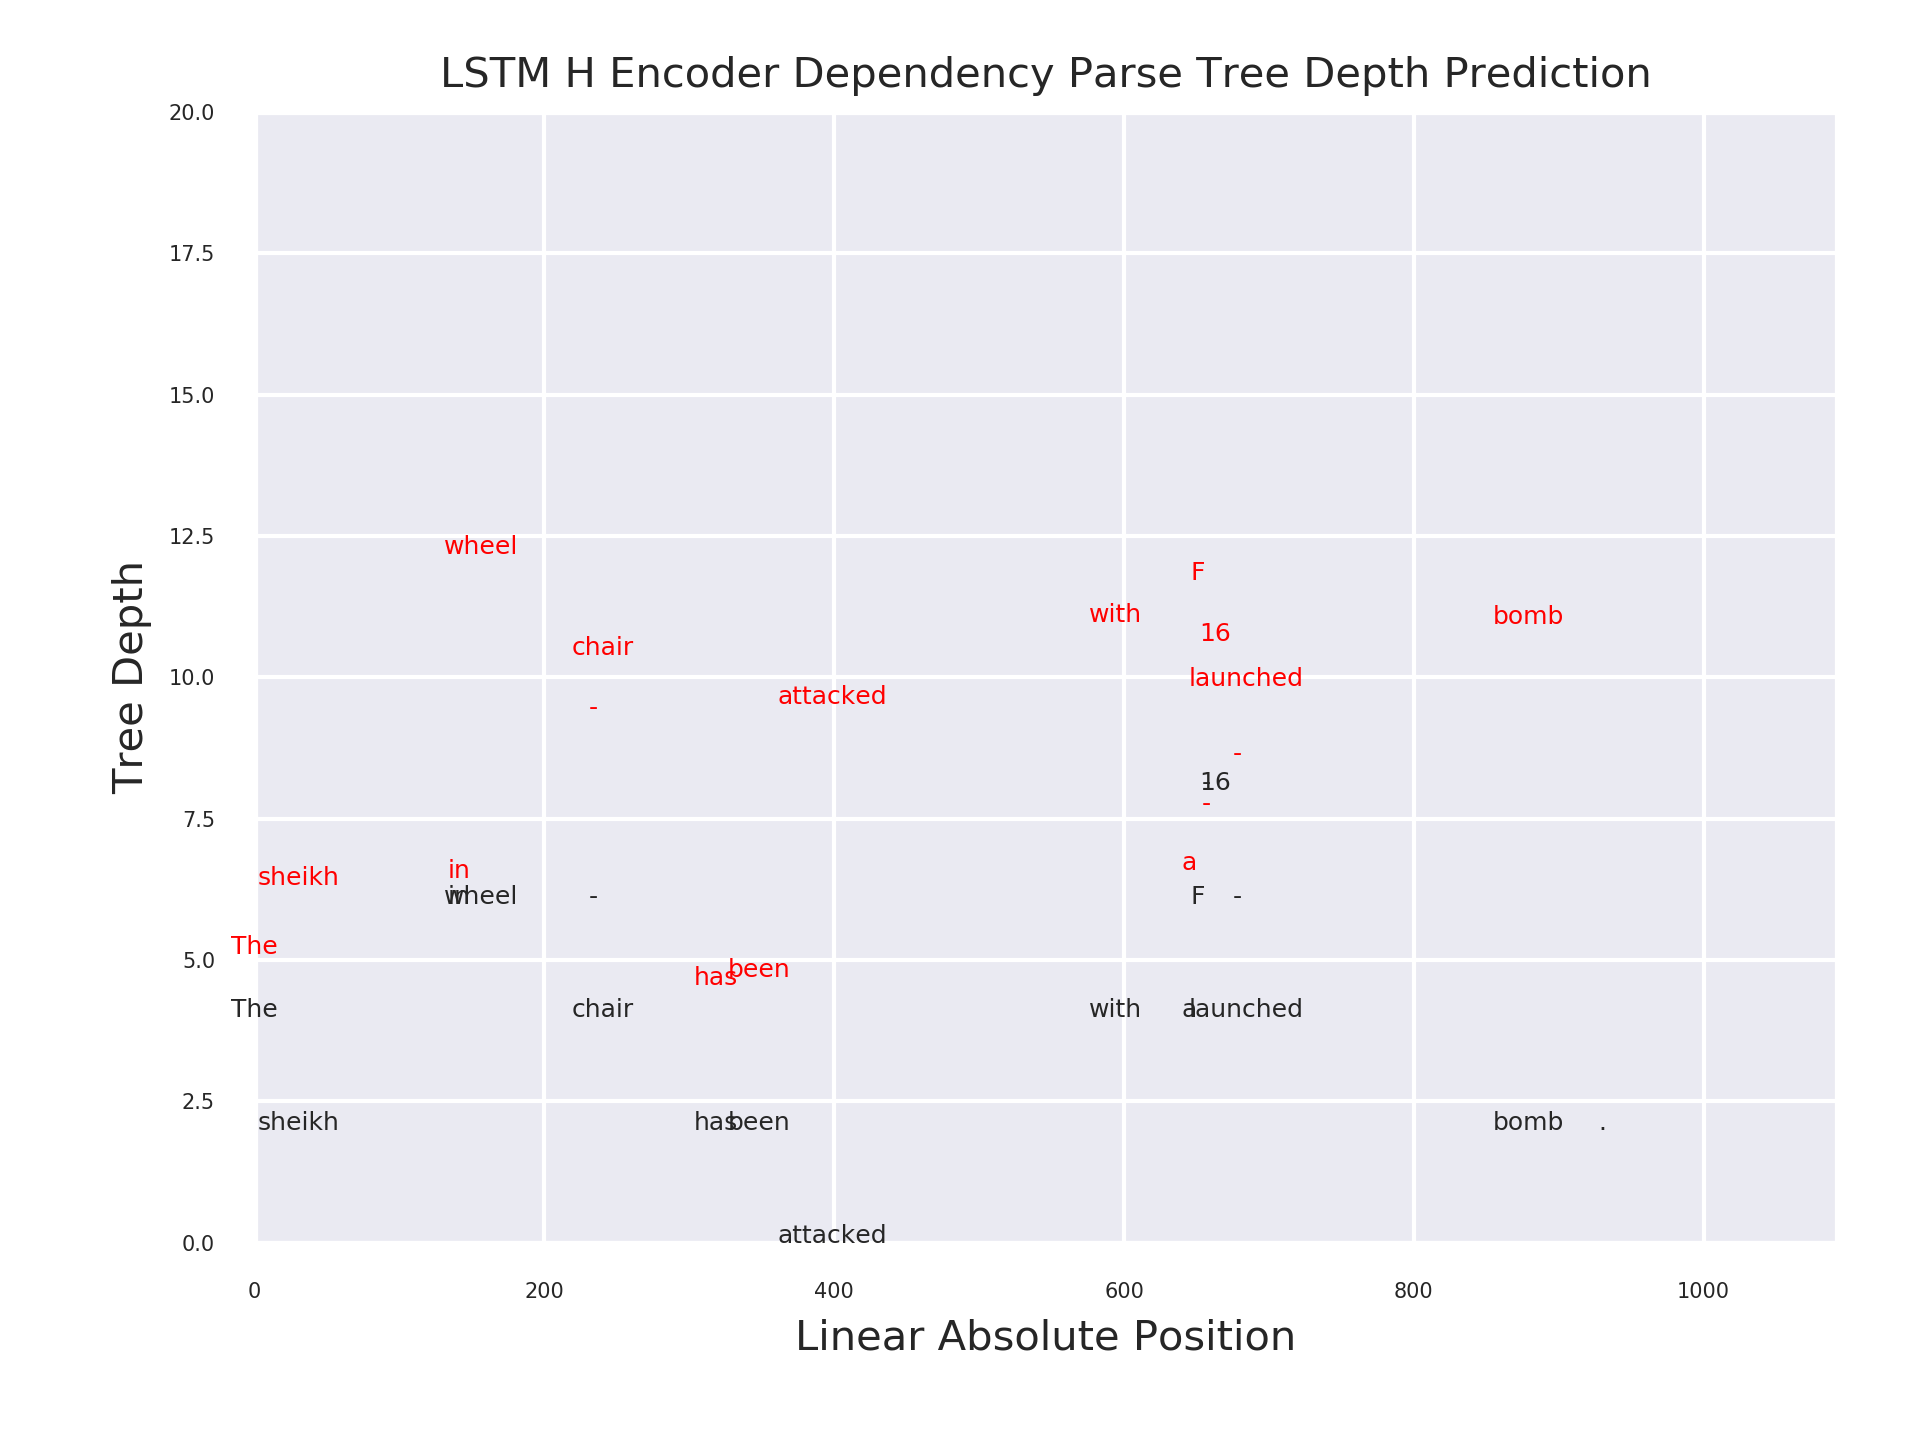 LSTM H Encoder Dependency Parse Tree Depth Prediction
20.0
17.5
15.0
12.5
wheel
F
with
bomb
16
chair
10.0
launched
attacked
-
-
16
-
-
7.5
a
in
sheikh
in
wheel
-
F
-
The
5.0
been
has
The
chair
with
a
launched
2.5
sheikh
has
been
bomb
.
attacked
0.0
0 200 400 600 800 1000
Tree Depth
Linear Absolute Position